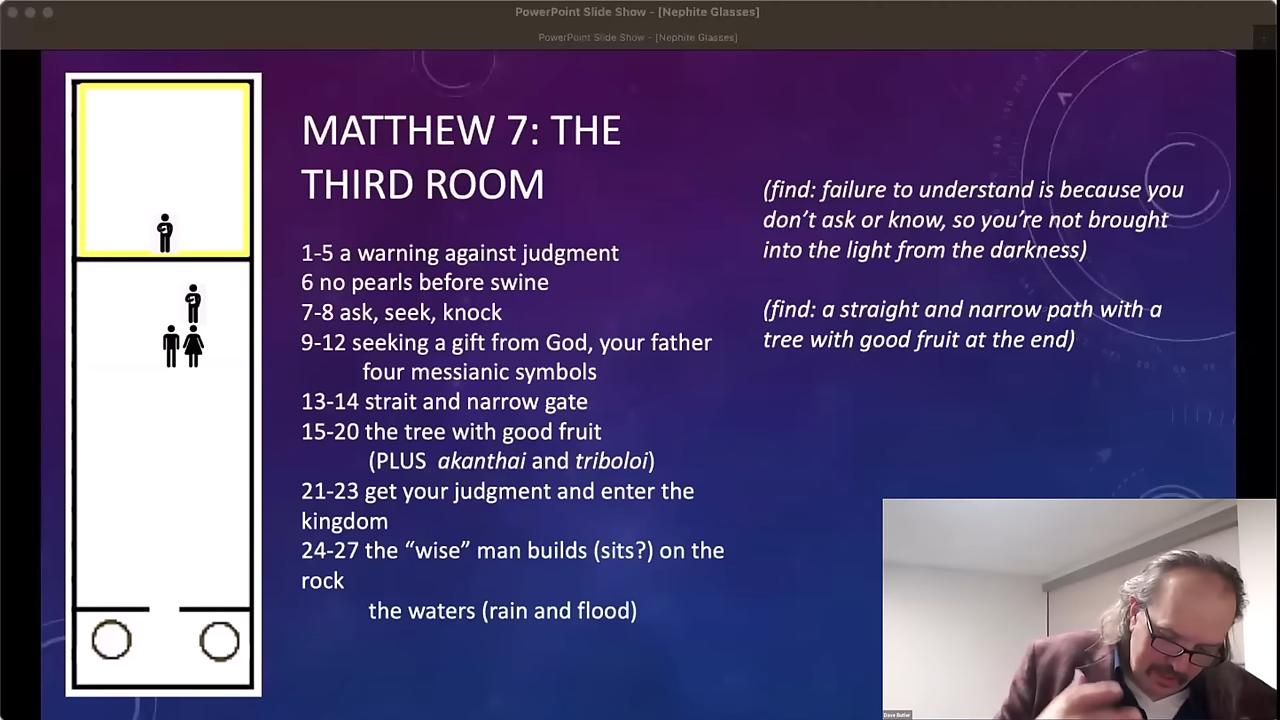 PowerPoint Slide Show - [Nephite Glasses]
PowerPoint Slide Show - [Nephite Glasses]
MATTHEW 7: THE
THIRD ROOM
1-5 a warning against judgment
6 no pearls before swine
7-8 ask, seek, knock
9-12 seeking a gift from God, your father
four messianic symbols
13-14 strait and narrow gate
15-20 the tree with good fruit
(PLUS akanthai and triboloi)
21-23 get your judgment and enter the
kingdom
24-27 the “wise” man builds (sits?) on the
rock
the waters (rain and flood)
(find: failure to understand is because you
don’t ask or know, so you’re not brought
into the light from the darkness)
(find: a straight and narrow path with a
tree with good fruit at the end)
Dave Butler